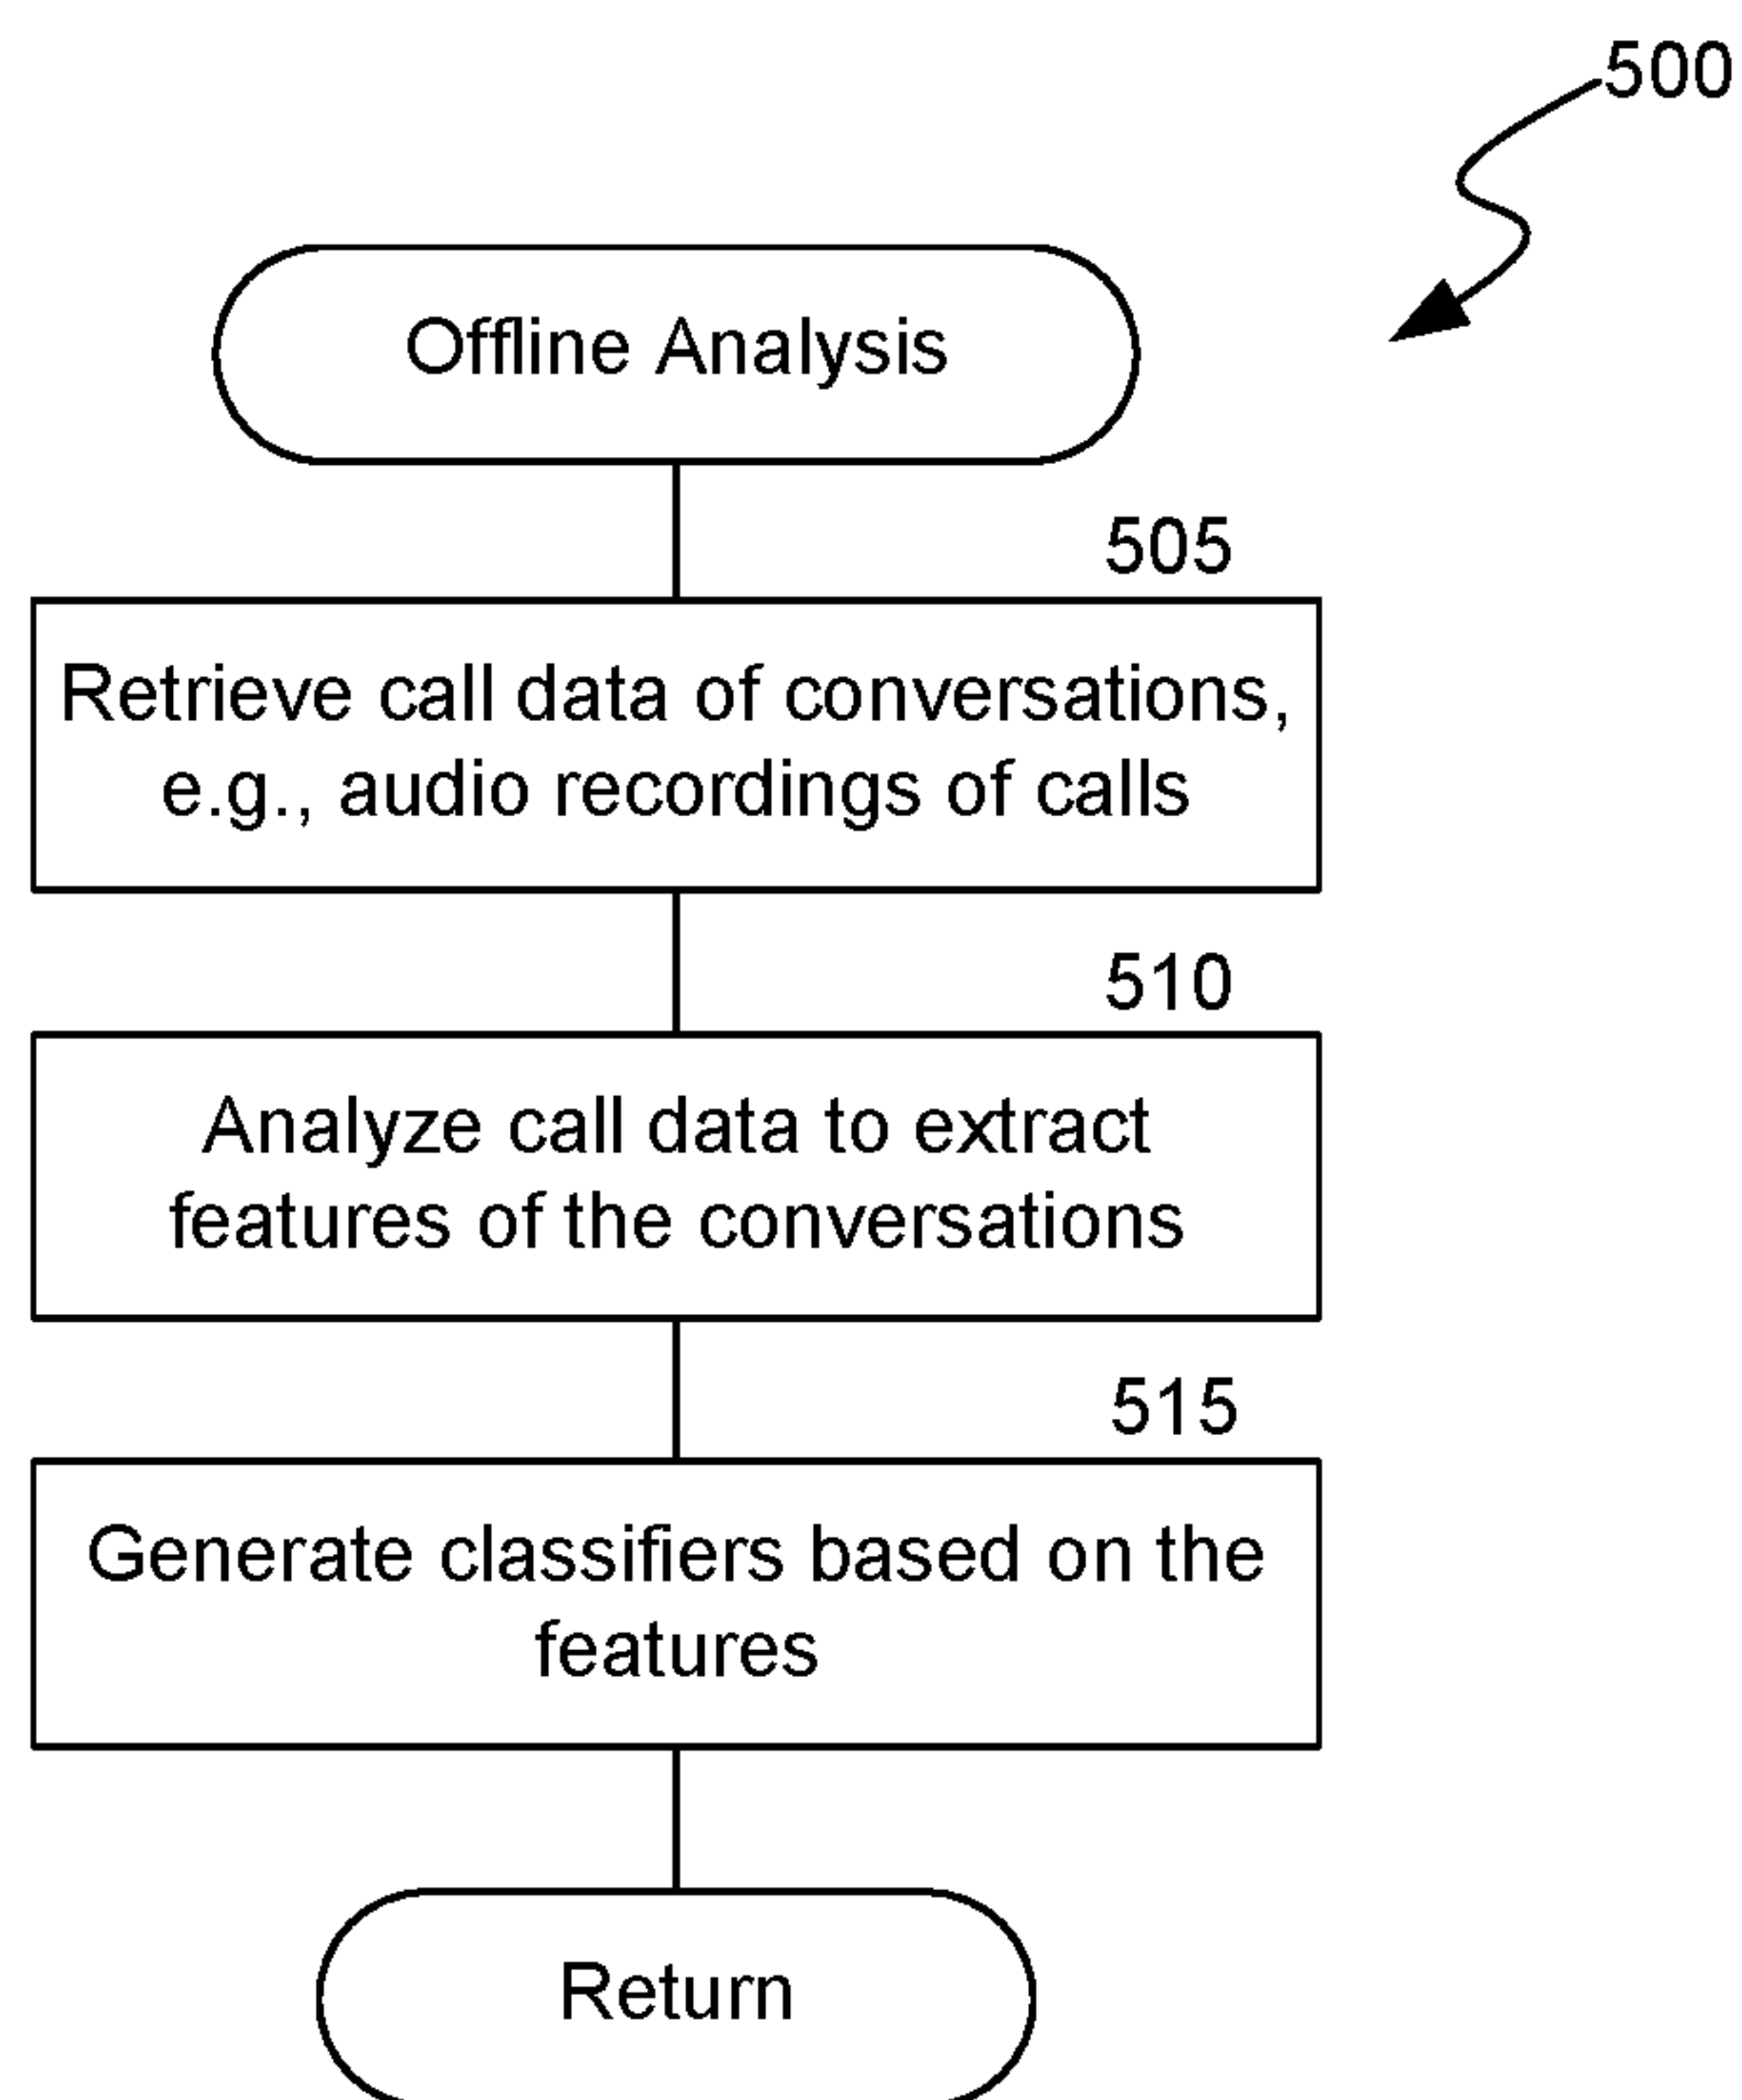 500
Offline Analysis
505
Retrieve call data of conversations,
e.g., audio recordings of calls
510
Analyze call data to extract
features of the conversations
515
Generate classifiers based on the
features
Return